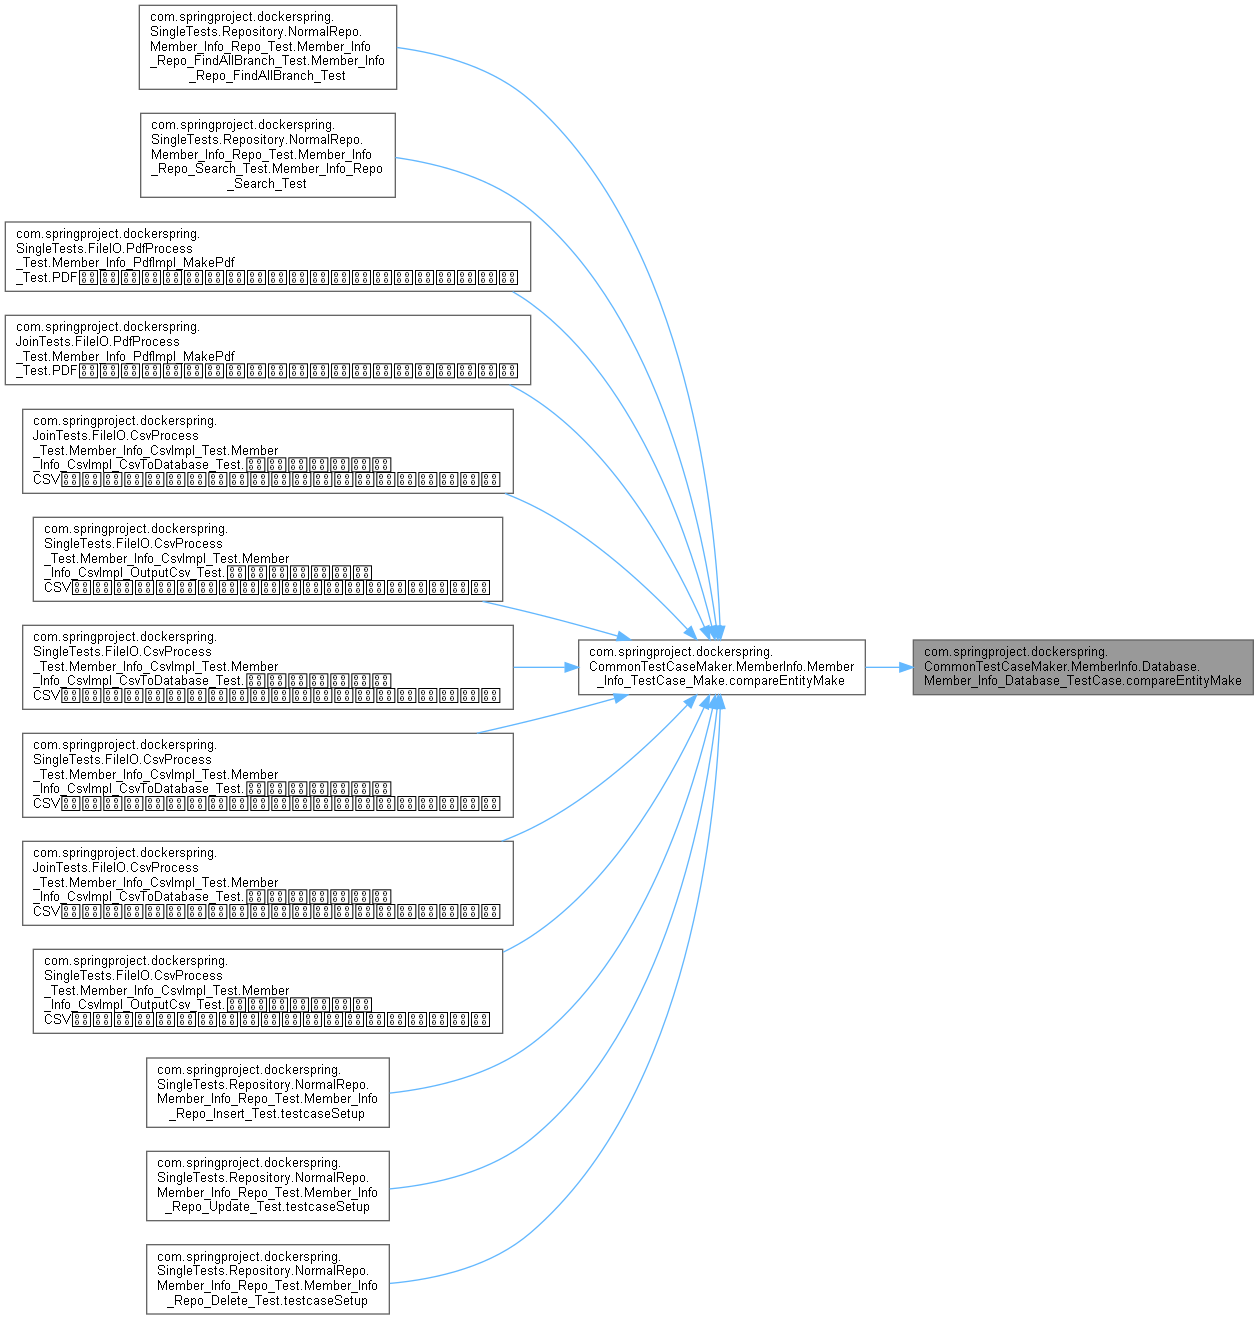 com.springproject.dockerspring.
SingleTests.Repository.NormalRepo.
Member_Info_Repo_Test.Member_Info
_Repo_FindAllBranch_Test.Member_Info
_Repo_FindAllBranch_Test
com.springproject.dockerspring.
SingleTests.Repository.NormalRepo.
Member_Info_Repo_Test.Member_Info
_Repo_Search_Test.Member_Info_Repo
_Search_Test
com.springproject.dockerspring.
SingleTests.FileIO.PdfProcess
_Test.Member_Info_PdfImpl_MakePdf
_Test.PDF
com.springproject.dockerspring.
JoinTests.FileIO.PdfProcess
_Test.Member_Info_PdfImpl_MakePdf
_Test.PDF
com.springproject.dockerspring.
JoinTests.FileIO.CsvProcess
_Test.Member_Info_CsvImpl_Test.Member
_Info_CsvImpl_CsvToDatabase_Test.
CSV
com.springproject.dockerspring.
SingleTests.FileIO.CsvProcess
_Test.Member_Info_CsvImpl_Test.Member
_Info_CsvImpl_OutputCsv_Test.
CSV
com.springproject.dockerspring.
SingleTests.FileIO.CsvProcess
_Test.Member_Info_CsvImpl_Test.Member
_Info_CsvImpl_CsvToDatabase_Test.
CSV
com.springproject.dockerspring.
CommonTestCaseMaker.MemberInfo.Member
_Info_TestCase_Make.compareEntityMake
com.springproject.dockerspring.
CommonTestCaseMaker.MemberInfo.Database.
Member_Info_Database_TestCase.compareEntityMake
com.springproject.dockerspring.
SingleTests.FileIO.CsvProcess
_Test.Member_Info_CsvImpl_Test.Member
_Info_CsvImpl_CsvToDatabase_Test.
CSV
com.springproject.dockerspring.
JoinTests.FileIO.CsvProcess
_Test.Member_Info_CsvImpl_Test.Member
_Info_CsvImpl_CsvToDatabase_Test.
CSV
com.springproject.dockerspring.
SingleTests.FileIO.CsvProcess
_Test.Member_Info_CsvImpl_Test.Member
_Info_CsvImpl_OutputCsv_Test.
CSV
com.springproject.dockerspring.
SingleTests.Repository.NormalRepo.
Member_Info_Repo_Test.Member_Info
_Repo_Insert_Test.testcaseSetup
com.springproject.dockerspring.
SingleTests.Repository.NormalRepo.
Member_Info_Repo_Test.Member_Info
_Repo_Update_Test.testcaseSetup
com.springproject.dockerspring.
SingleTests.Repository.NormalRepo.
Member_Info_Repo_Test.Member_Info
_Repo_Delete_Test.testcaseSetup